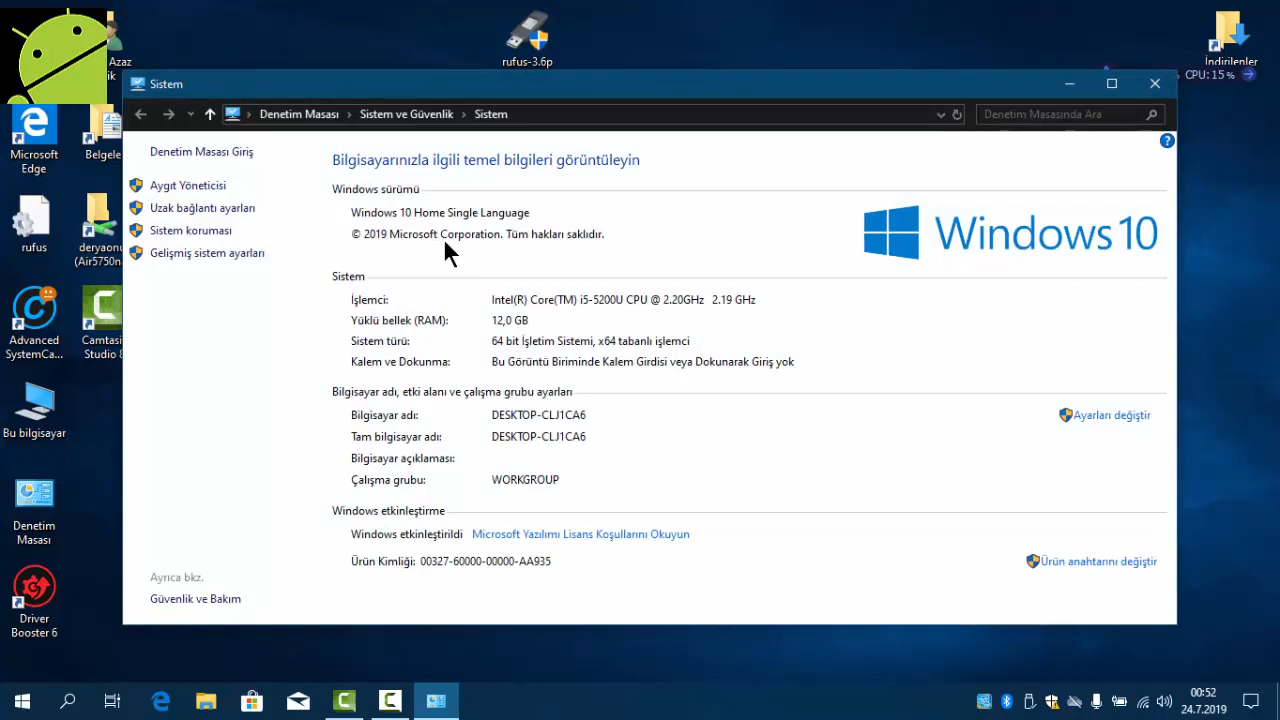 Azaz
ik
rufus-3.6p
İndirilenler
CPU: 15 %
Sistem
Denetim Masası
Sistem ve Güvenlik
Sistem
Denetim Masasında Ara
Microsoft
Edge
Belgele
Denetim Masası Giriş
Bilgisayarınızla ilgili temel bilgileri görüntüleyin
Aygıt Yöneticisi
Windows sürümü
Uzak bağlantı ayarları
Windows 10 Home Single Language
Sistem koruması
© 2019 Microsoft Corporation. Tüm hakları saklıdır.
Windows 10
Gelişmiş sistem ayarları
rufus
deryaonu
(Air5750n
Sistem
İşlemci: Intel(R) Core(TM) i5-5200U CPU @ 2.20GHz 2.19 GHz
Yüklü bellek (RAM): 12,0 GB
Sistem türü: 64 bit İşletim Sistemi, x64 tabanlı işlemci
Kalem ve Dokunma: Bu Görüntü Biriminde Kalem Girdisi veya Dokunarak Giriş yok
Advanced
SystemCa...
Camtas
Studio 8
Bilgisayar adı, etki alanı ve çalışma grubu ayarları
Bilgisayar adı: DESKTOP-CLJ1CA6
Ayarları değiştir
Tam bilgisayar adı: DESKTOP-CLJ1CA6
Bilgisayar açıklaması:
Çalışma grubu: WORKGROUP
Bu bilgisayar
Windows etkinleştirme
Windows etkinleştirildi Microsoft Yazılımı Lisans Koşullarını Okuyun
Ürün Kimliği: 00327-60000-00000-AA935
Ürün anahtarını değiştir
Denetim
Masası
Ayrıca bkz.
Güvenlik ve Bakım
Driver
Booster 6
00:52
24.7.2019